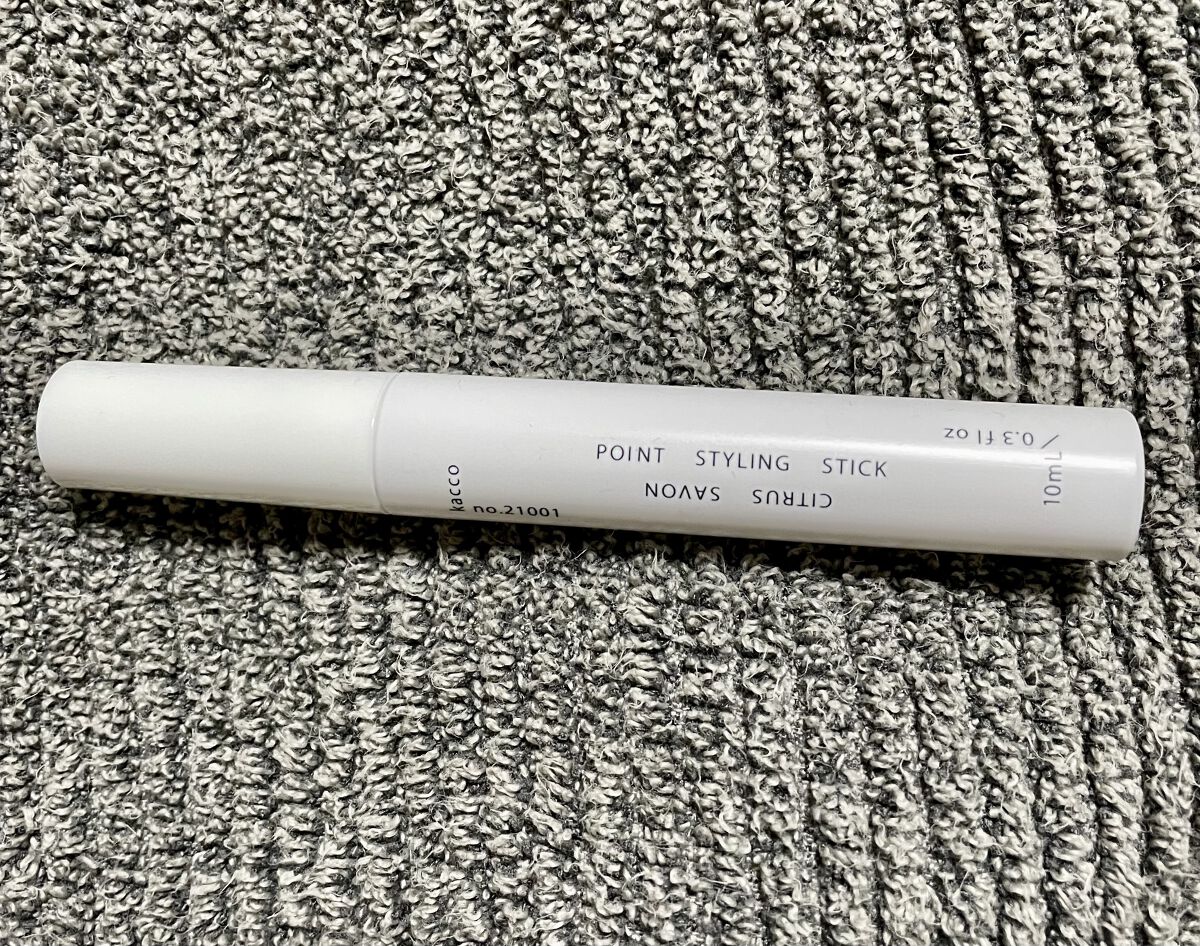 kacco
no.21001
POINT STYLING STICK
CITRUS SAVON
10mL/
0.3 fl oz